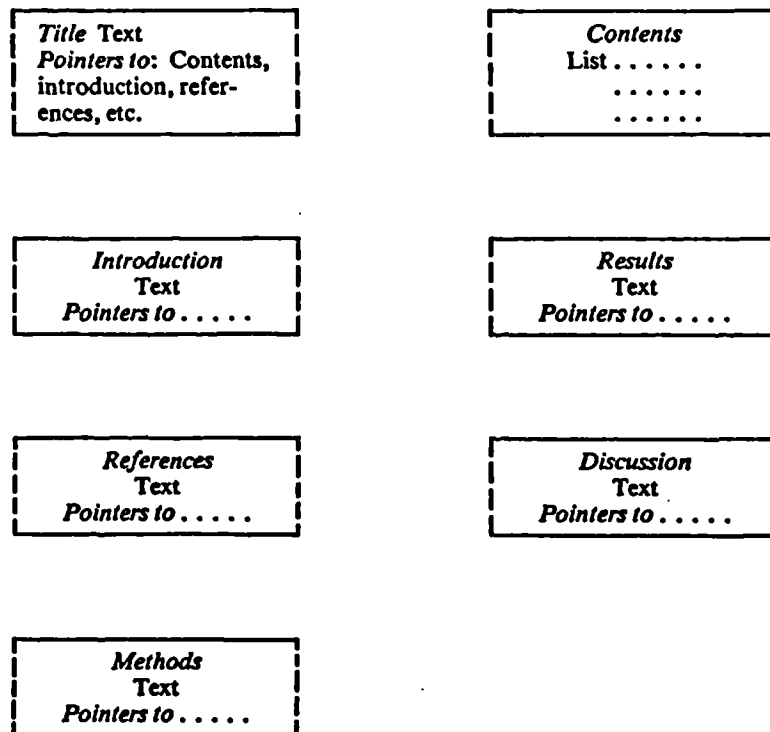 Title Text
Pointers to: Contents,
introduction, refer-
ences, etc.
Contents
List . . . . . .
. . . . . .
. . . . . .
Introduction
Text
Pointers to . . . . .
Results
Text
Pointers to . . . . .
References
Text
Pointers to . . . . .
Discussion
Text
Pointers to . . . . .
Methods
Text
Pointers to . . . . .